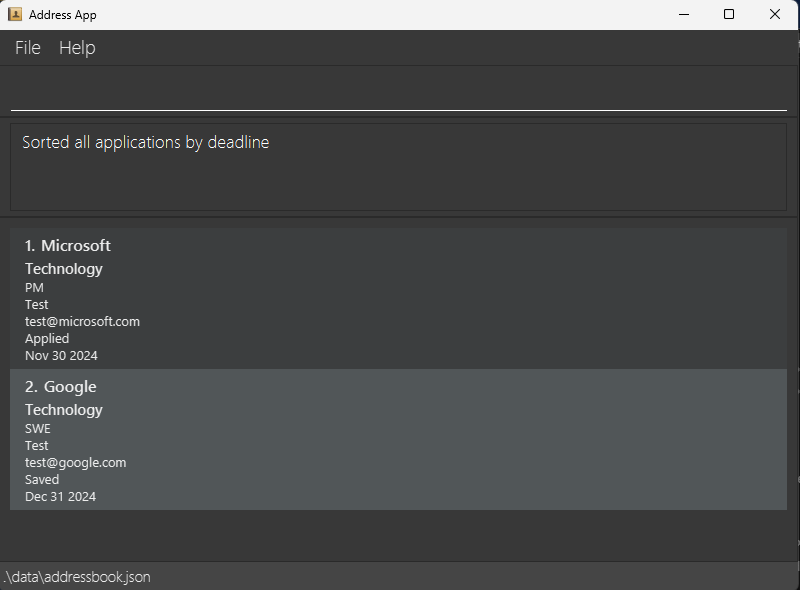 Address App
File Help
Sorted all applications by deadline
1. Microsoft
Technology
PM
Test
test@microsoft.com
Applied
Nov 30 2024
2. Google
Technology
SWE
Test
test@google.com
Saved
Dec 31 2024
.\data\addressbook.json